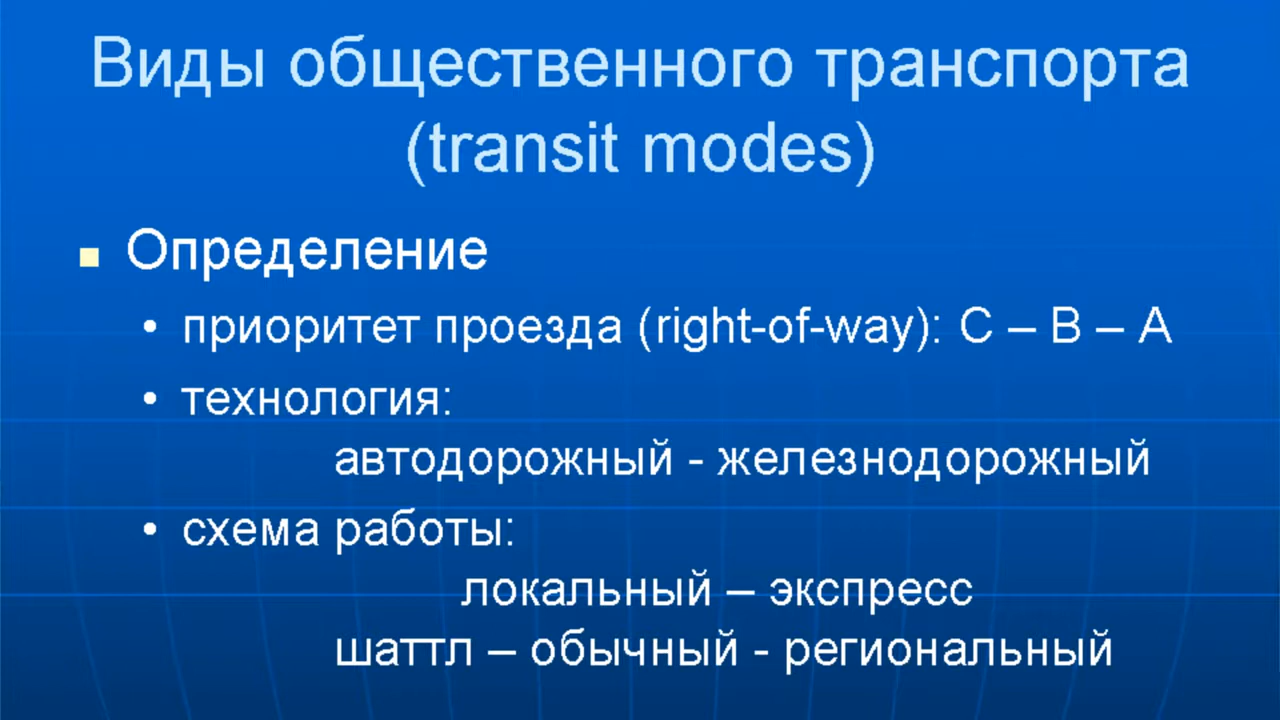 Виды общественного транспорта
(transit modes)
Определение
• приоритет проезда (right-of-way): C – B – A
• технология:
автодорожный - железнодорожный
• схема работы:
локальный – экспресс
шаттл – обычный - региональный